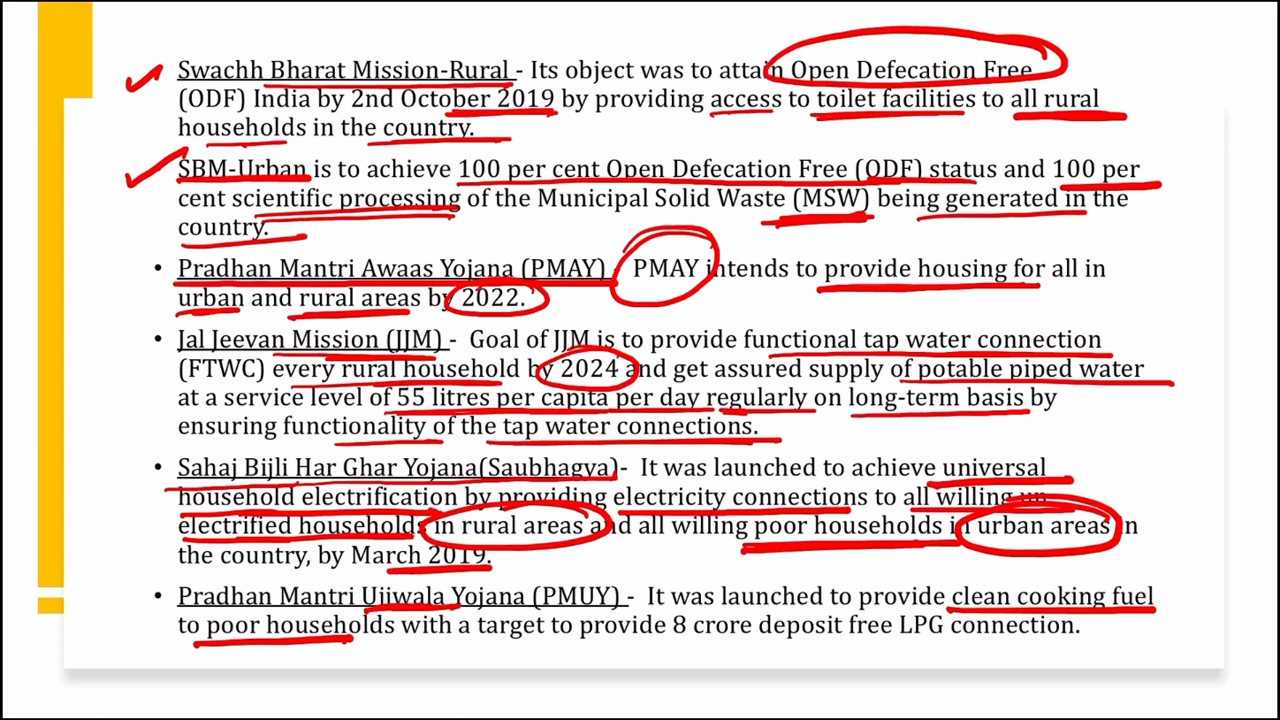 Swachh Bharat Mission-Rural - Its object was to attain Open Defecation Free
(ODF) India by 2nd October 2019 by providing access to toilet facilities to all rural
households in the country.
SBM-Urban is to achieve 100 per cent Open Defecation Free (ODF) status and 100 per
cent scientific processing of the Municipal Solid Waste (MSW) being generated in the
country.
• Pradhan Mantri Awaas Yojana (PMAY) - PMAY intends to provide housing for all in
urban and rural areas by 2022.
• Jal Jeevan Mission (JJM) - Goal of JJM is to provide functional tap water connection
(FTWC) every rural household by 2024 and get assured supply of potable piped water
at a service level of 55 litres per capita per day regularly on long-term basis by
ensuring functionality of the tap water connections.
• Sahaj Bijli Har Ghar Yojana(Saubhagya)- It was launched to achieve universal
household electrification by providing electricity connections to all willing un-
electrified households in rural areas and all willing poor households in urban areas in
the country, by March 2019.
• Pradhan Mantri Ujjwala Yojana (PMUY) - It was launched to provide clean cooking fuel
to poor households with a target to provide 8 crore deposit free LPG connection.